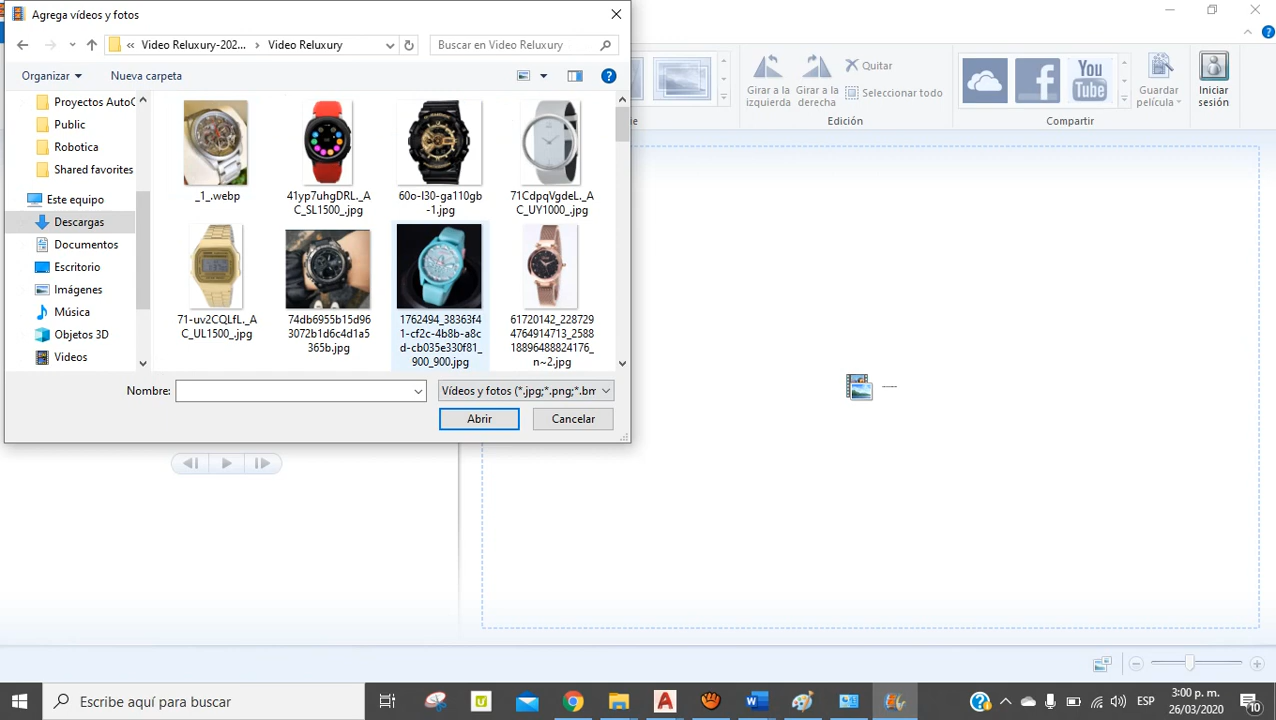 Agrega vídeos y fotos
Video Reluxury-202... > Video Reluxury
Buscar en Video Reluxury
Organizar
Nueva carpeta
Quitar
Girar a la izquierda
Girar a la derecha
Seleccionar todo
Edición
You Tube
Compartir
Guardar película
Iniciar sesión
Proyectos AutoC
Public
Robotica
Shared favorites
Este equipo
Descargas
Documentos
Escritorio
Imágenes
Música
Objetos 3D
Videos
_1_.webp
41yp7uhgDRL._A
C_SL1500_.jpg
60o-l30-ga110gb
-1.jpg
71CdpqVgdeL._A
C_UY1000_.jpg
71-uv2CQLfL._A
C_UL1500_.jpg
74db6955b15d96
3072b1d6c4d1a5
365b.jpg
1762494_38363f4
1-cf2c-4b8b-a8c
d-cb035e330f81_
900_900.jpg
61720142_228729
4764914713_2588
18896488824176_
n~2.jpg
Nombre:
Vídeos y fotos (*.jpg;*.png;*.bm
Abrir
Cancelar
Escribe aquí para buscar
ESP
3:00 p. m.
26/03/2020
10